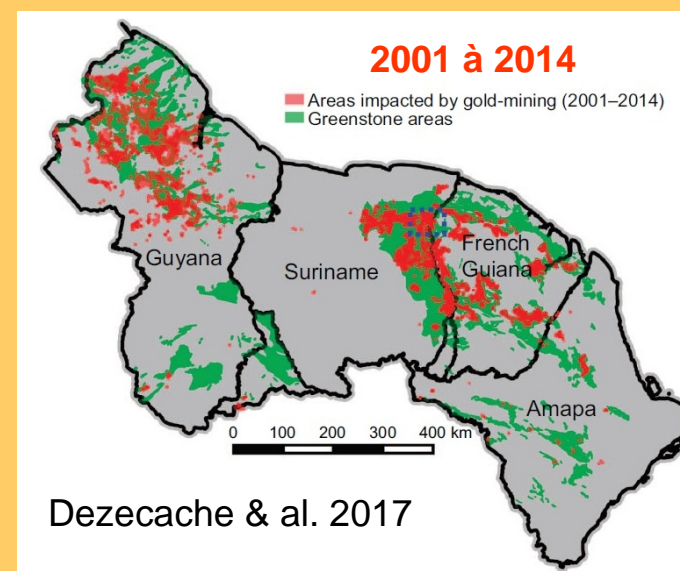 2001 à 2014
Areas impacted by gold-mining (2001–2014)
Greenstone areas
Guyana
Suriname
French
Guiana
Amapa
0 100 200 300 400 km
Dezecache & al. 2017